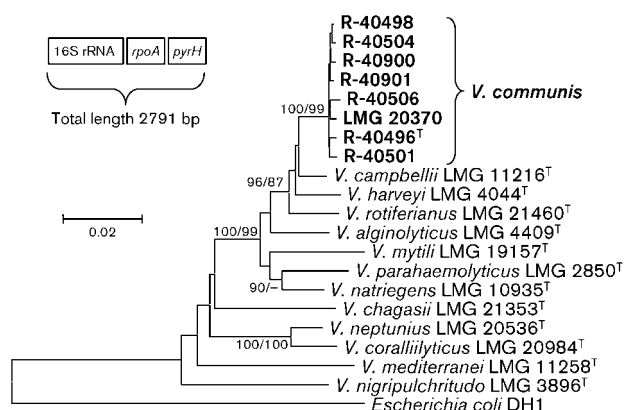 16S rRNA rpoA pyrH
Total length 2791 bp
0.02
R-40498
R-40504
R-40900
R-40901
R-40506
LMG 20370
R-40496ᵀ
R-40501
V. communis
V. campbellii LMG 11216ᵀ
V. harveyi LMG 4044ᵀ
V. rotiferianus LMG 21460ᵀ
V. alginolyticus LMG 4409ᵀ
V. mytili LMG 19157ᵀ
V. parahaemolyticus LMG 2850ᵀ
V. natriegens LMG 10935ᵀ
V. chagasii LMG 21353ᵀ
V. neptunius LMG 20536ᵀ
V. coralliilyticus LMG 20984ᵀ
V. mediterranei LMG 11258ᵀ
V. nigripulchritudo LMG 3896ᵀ
Escherichia coli DH1
100/99
96/87
100/99
90/–
100/100